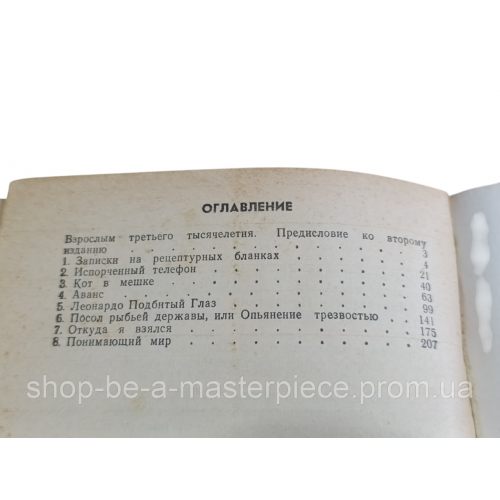 ОГЛАВЛЕНИЕ
Взрослым третьего тысячелетия. Предисловие ко второму
изданию . . . . . . . . . . . 3
1. Записки на рецептурных бланках . . . . . 4
2. Испорченный телефон . . . . . . . . 21
3. Кот в мешке . . . . . . . . . . 40
4. Аванс . . . . . . . . . . . 63
5. Леонардо Подбитый Глаз . . . . . . . 99
6. Посол рыбьей державы, или Опьянение трезвостью . . 141
7. Откуда я взялся . . . . . . . . . 175
8. Понимающий мир . . . . . . . . . 207
shop-be-a-masterpiece.prom.ua